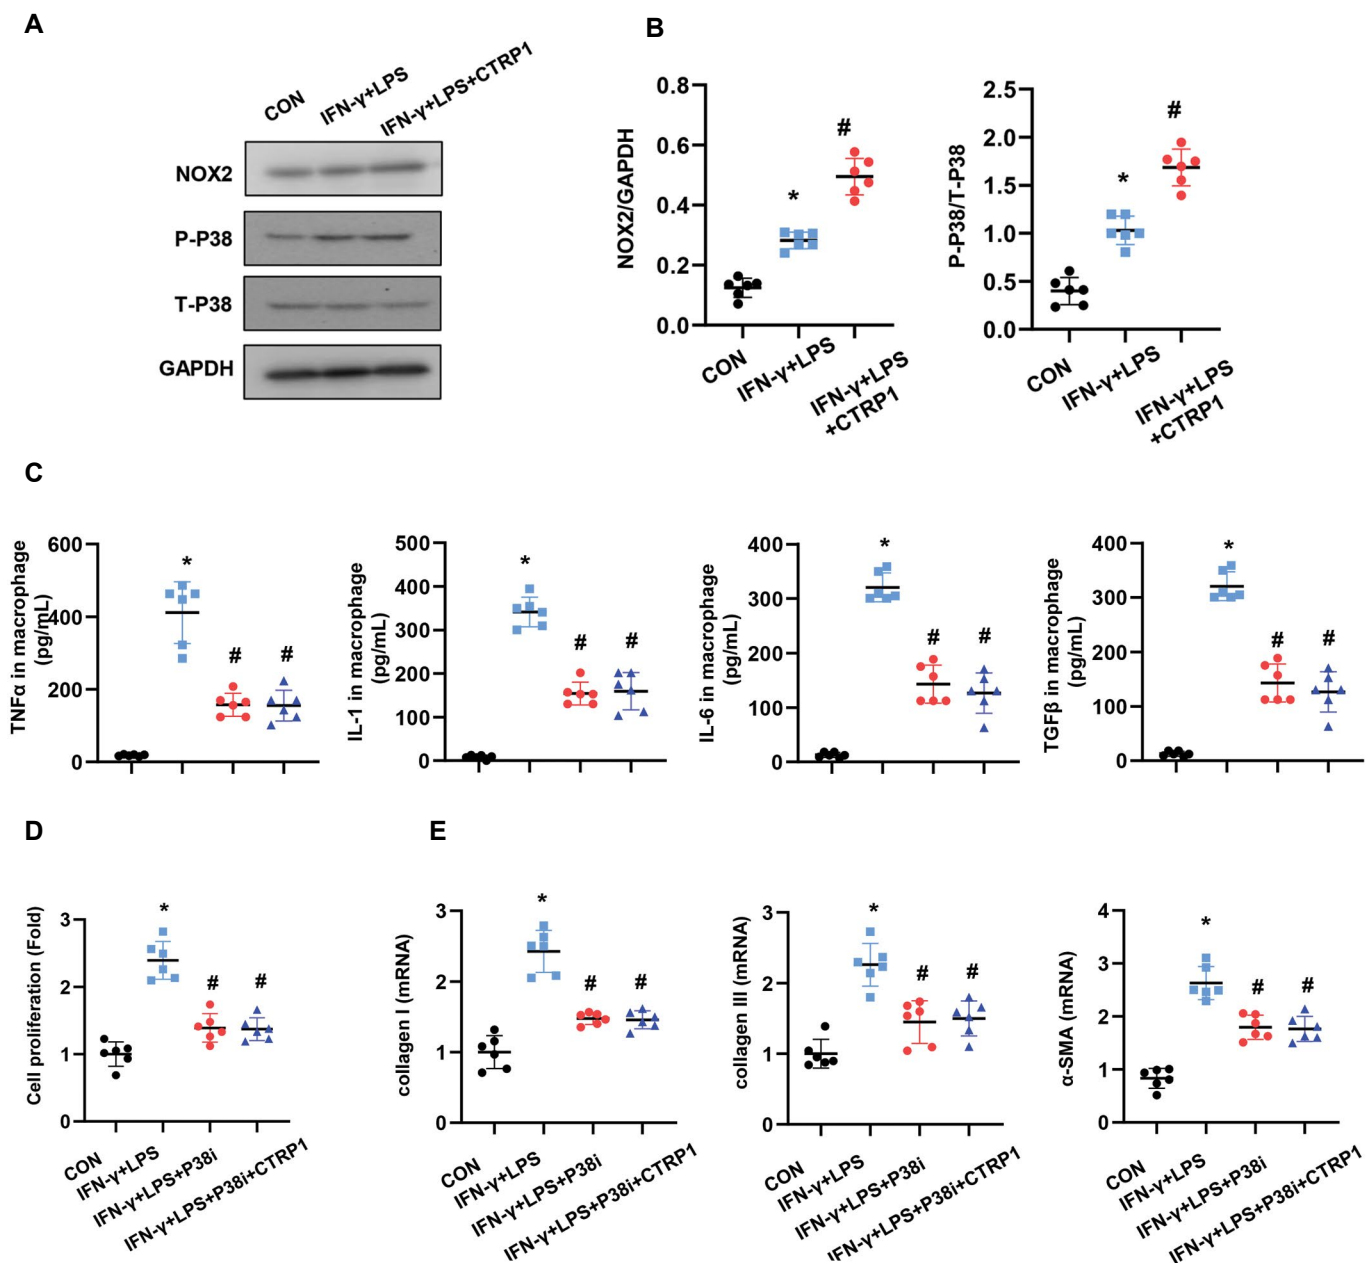 A
CON
IFN-γ+LPS
IFN-γ+LPS+CTRP1
NOX2
P-P38
T-P38
GAPDH
B
NOX2/GAPDH
0.8
0.6
0.4
0.2
0.0
*
#
CON
IFN-γ+LPS
IFN-γ+LPS
+CTRP1
P-P38/T-P38
2.5
2.0
1.5
1.0
0.5
0.0
*
#
CON
IFN-γ+LPS
IFN-γ+LPS
+CTRP1
C
TNFα in macrophage
(pg/mL)
600
400
200
0
*
#
#
IL-1 in macrophage
(pg/mL)
500
400
300
200
100
0
*
#
#
IL-6 in macrophage
(pg/mL)
400
300
200
100
0
*
#
#
TGFβ in macrophage
(pg/mL)
400
300
200
100
0
*
#
#
D
Cell proliferation (Fold)
3
2
1
0
*
#
#
CON
IFN-γ+LPS
IFN-γ+LPS+P38i
IFN-γ+LPS+P38i+CTRP1
E
collagen I (mRNA)
3
2
1
0
*
#
#
CON
IFN-γ+LPS
IFN-γ+LPS+P38i
IFN-γ+LPS+P38i+CTRP1
collagen III (mRNA)
3
2
1
0
*
#
#
CON
IFN-γ+LPS
IFN-γ+LPS+P38i
IFN-γ+LPS+P38i+CTRP1
α-SMA (mRNA)
4
3
2
1
0
*
#
#
CON
IFN-γ+LPS
IFN-γ+LPS+P38i
IFN-γ+LPS+P38i+CTRP1